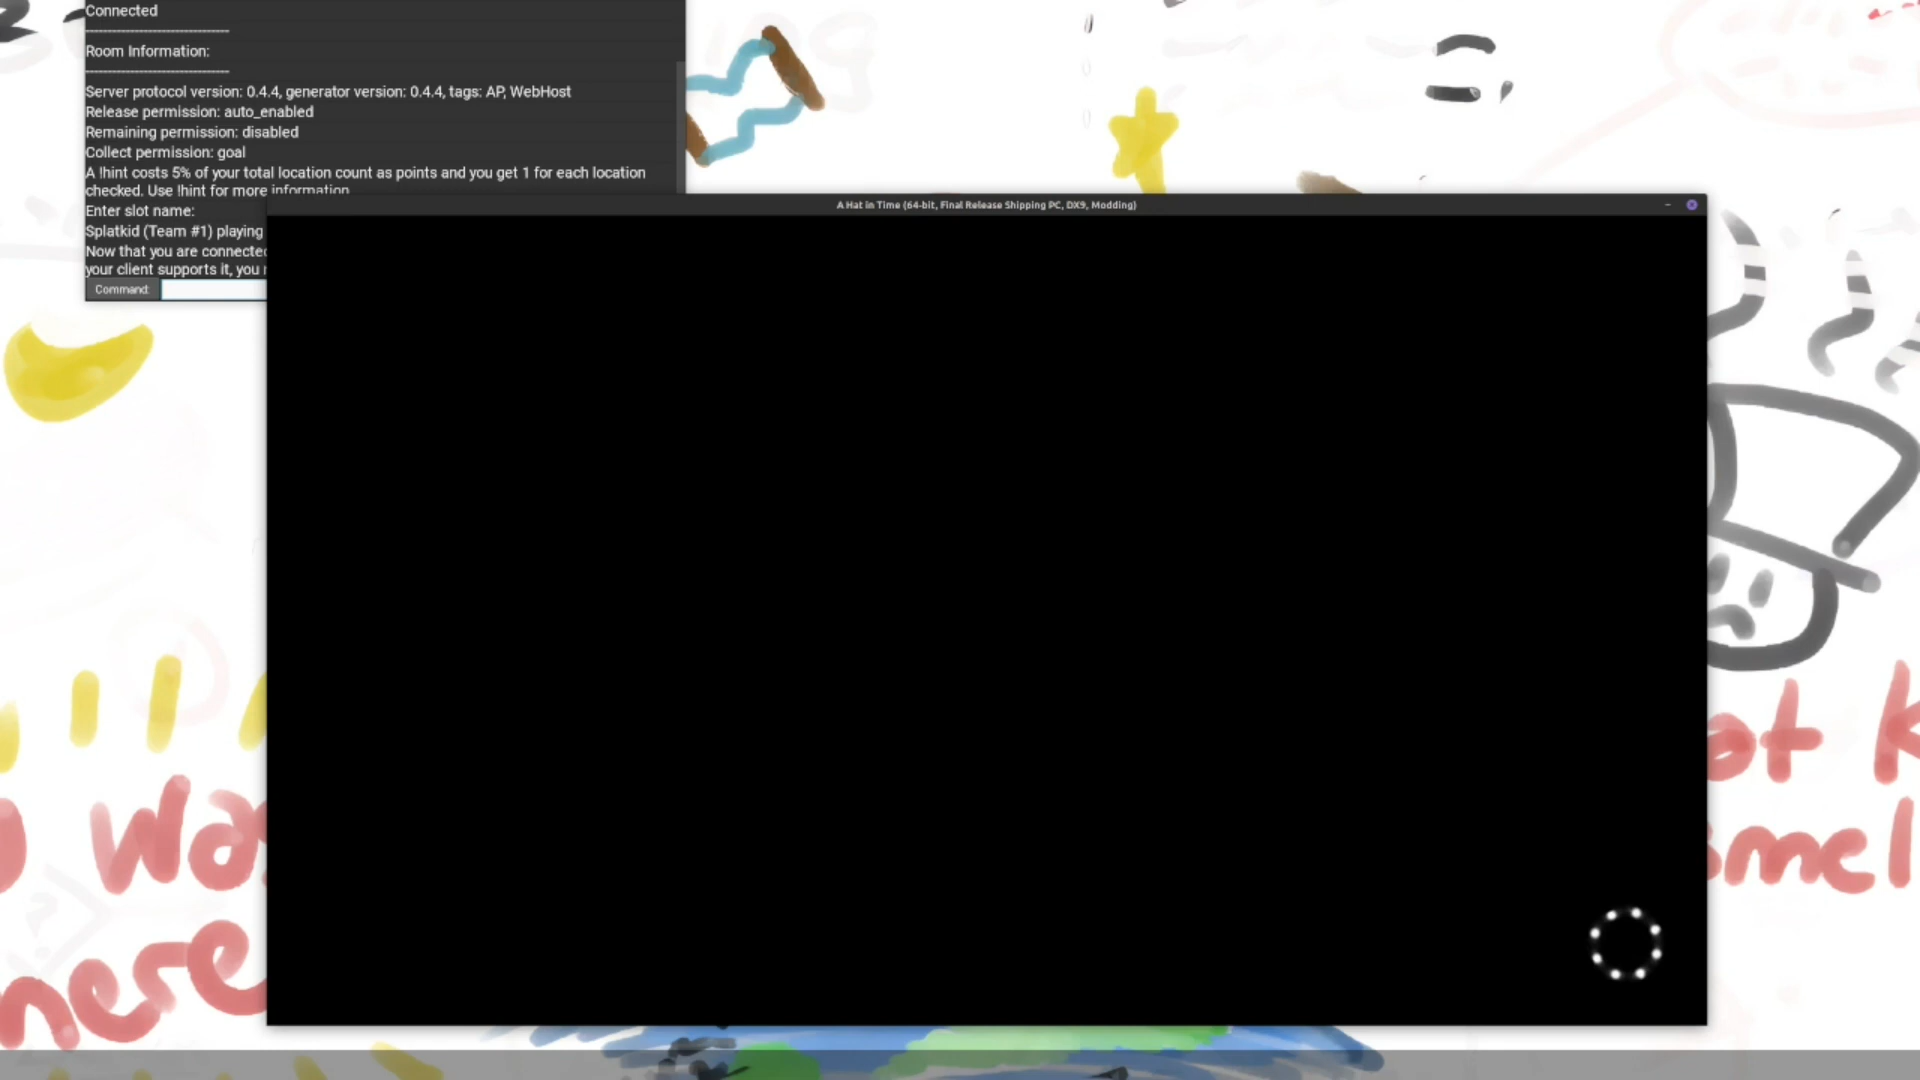 Connected
Room Information:
Server protocol version: 0.4.4, generator version: 0.4.4, tags: AP, WebHost
Release permission: auto_enabled
Remaining permission: disabled
Collect permission: goal
A !hint costs 5% of your total location count as points and you get 1 for each location
checked. Use !hint for more information
Enter slot name:
Splatkid (Team #1) playing
Now that you are connected
your client supports it, you
Command:
A Hat in Time (64-bit, Final Release Shipping PC, DX9, Modding)